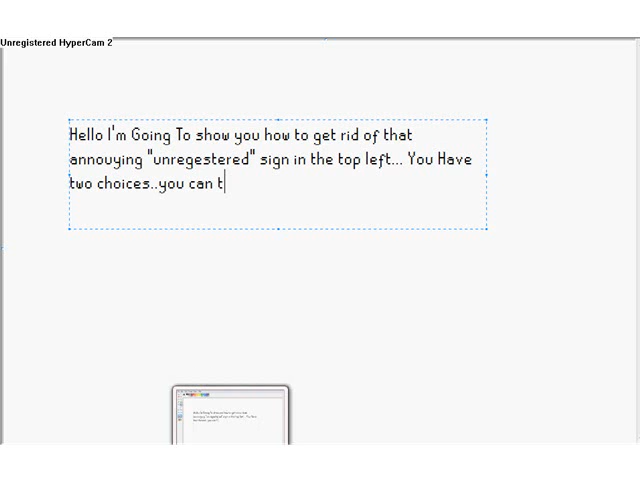 Unregistered HyperCam 2
Hello I'm Going To show you how to get rid of that
annouying "unregestered" sign in the top left... You Have
two choices..you can t